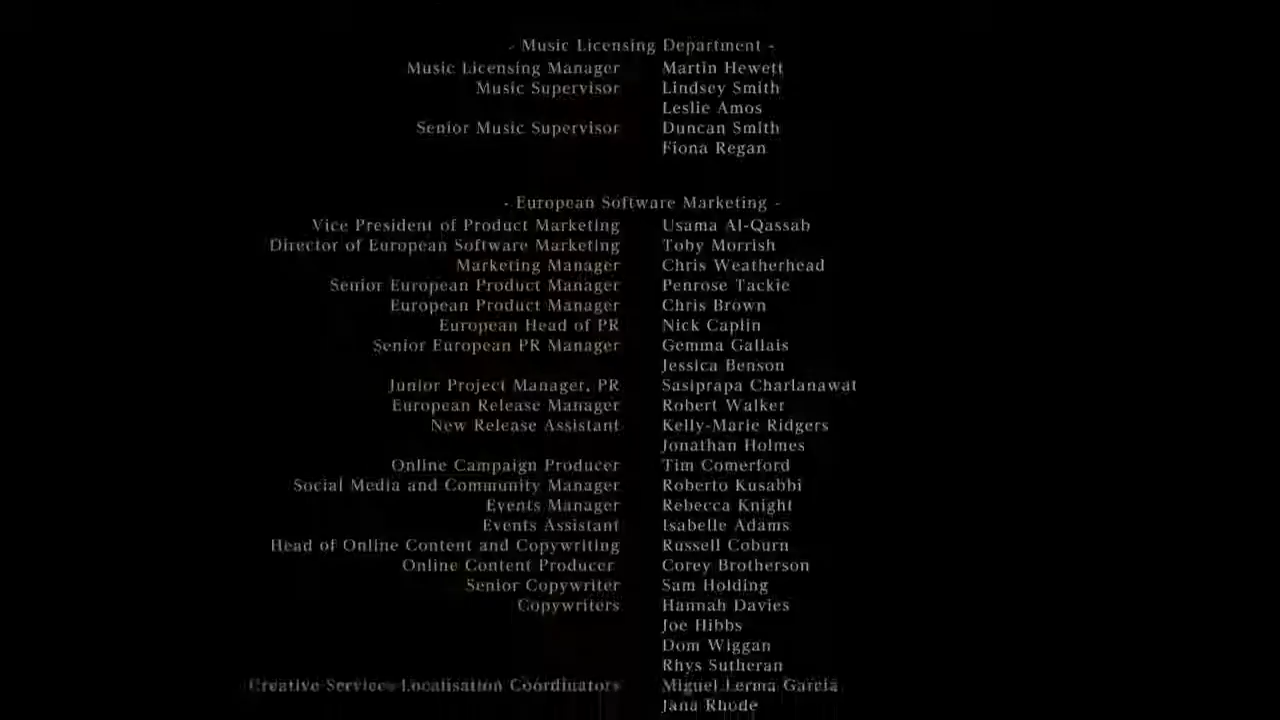 - Music Licensing Department -
Music Licensing Manager Martin Hewett
Music Supervisor Lindsey Smith
Leslie Amos
Senior Music Supervisor Duncan Smith
Fiona Regan
- European Software Marketing -
Vice President of Product Marketing Usama Al-Qassab
Director of European Software Marketing Toby Morrish
Marketing Manager Chris Weatherhead
Senior European Product Manager Penrose Tackie
European Product Manager Chris Brown
European Head of PR Nick Caplin
Senior European PR Manager Gemma Gallais
Jessica Benson
Junior Project Manager, PR Sasiprapa Charlanawat
European Release Manager Robert Walker
New Release Assistant Kelly-Marie Ridgers
Jonathan Holmes
Online Campaign Producer Tim Comerford
Social Media and Community Manager Roberto Kusabbi
Events Manager Rebecca Knight
Events Assistant Isabelle Adams
Head of Online Content and Copywriting Russell Coburn
Online Content Producer Corey Brotherson
Senior Copywriter Sam Holding
Copywriters Hannah Davies
Joe Hibbs
Dom Wiggan
Rhys Sutheran
Creative Services Localisation Coordinators Miguel Lerma Garcia
Jana Rhode